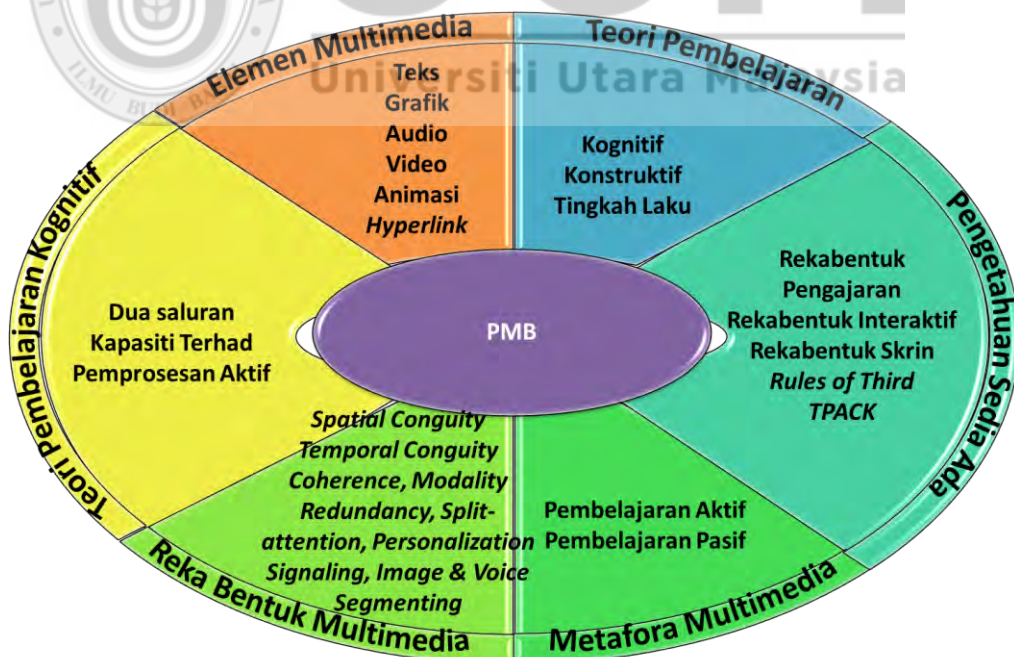 Elemen Multimedia
Teks
Grafik
Audio
Video
Animasi
Hyperlink
Teori Pembelajaran
Kognitif
Konstruktif
Tingkah Laku
Pengetahuan Sedia Ada
Rekabentuk
Pengajaran
Rekabentuk Interaktif
Rekabentuk Skrin
Rules of Third
TPACK
Metafora Multimedia
Pembelajaran Aktif
Pembelajaran Pasif
Reka Bentuk Multimedia
Spatial Conguity
Temporal Conguity
Coherence, Modality
Redundancy, Split-
attention, Personalization
Signaling, Image & Voice
Segmenting
Teori Pembelajaran Kognitif
Dua saluran
Kapasiti Terhad
Pemprosesan Aktif
PMB
Universiti Utara Malaysia
ILMU BUDI